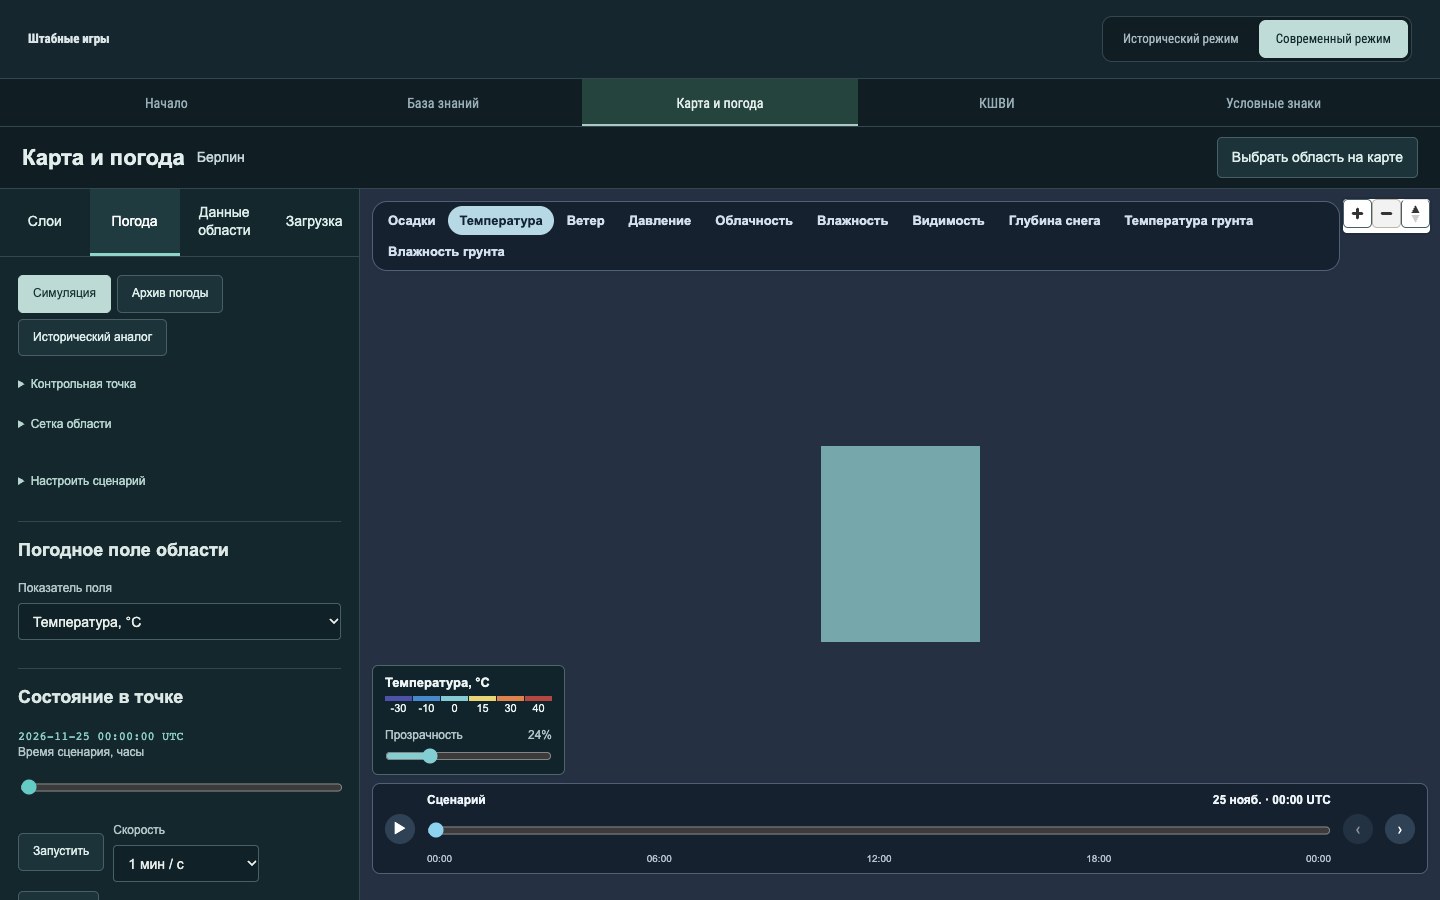 Штабные игры
Исторический режим
Современный режим
Начало
База знаний
Карта и погода
КШВИ
Условные знаки
Карта и погода
Берлин
Выбрать область на карте
Слои
Погода
Данные
области
Загрузка
Симуляция
Архив погоды
Исторический аналог
Контрольная точка
Сетка области
Настроить сценарий
Погодное поле области
Показатель поля
Температура, °C
Состояние в точке
2026-11-25 00:00:00 UTC
Время сценария, часы
Запустить
Скорость
1 мин / с
Осадки
Температура
Ветер
Давление
Облачность
Влажность
Видимость
Глубина снега
Температура грунта
Влажность грунта
Температура, °C
-30 -10 0 15 30 40
Прозрачность 24%
Сценарий
25 нояб. · 00:00 UTC
00:00 06:00 12:00 18:00 00:00